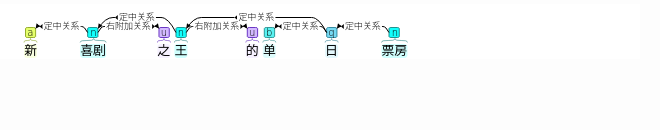 定中关系 定中关系
定中关系 右附加关系 右附加关系 定中关系 定中关系
a n u n u b q n
新 喜剧 之 王 的 单 日 票房